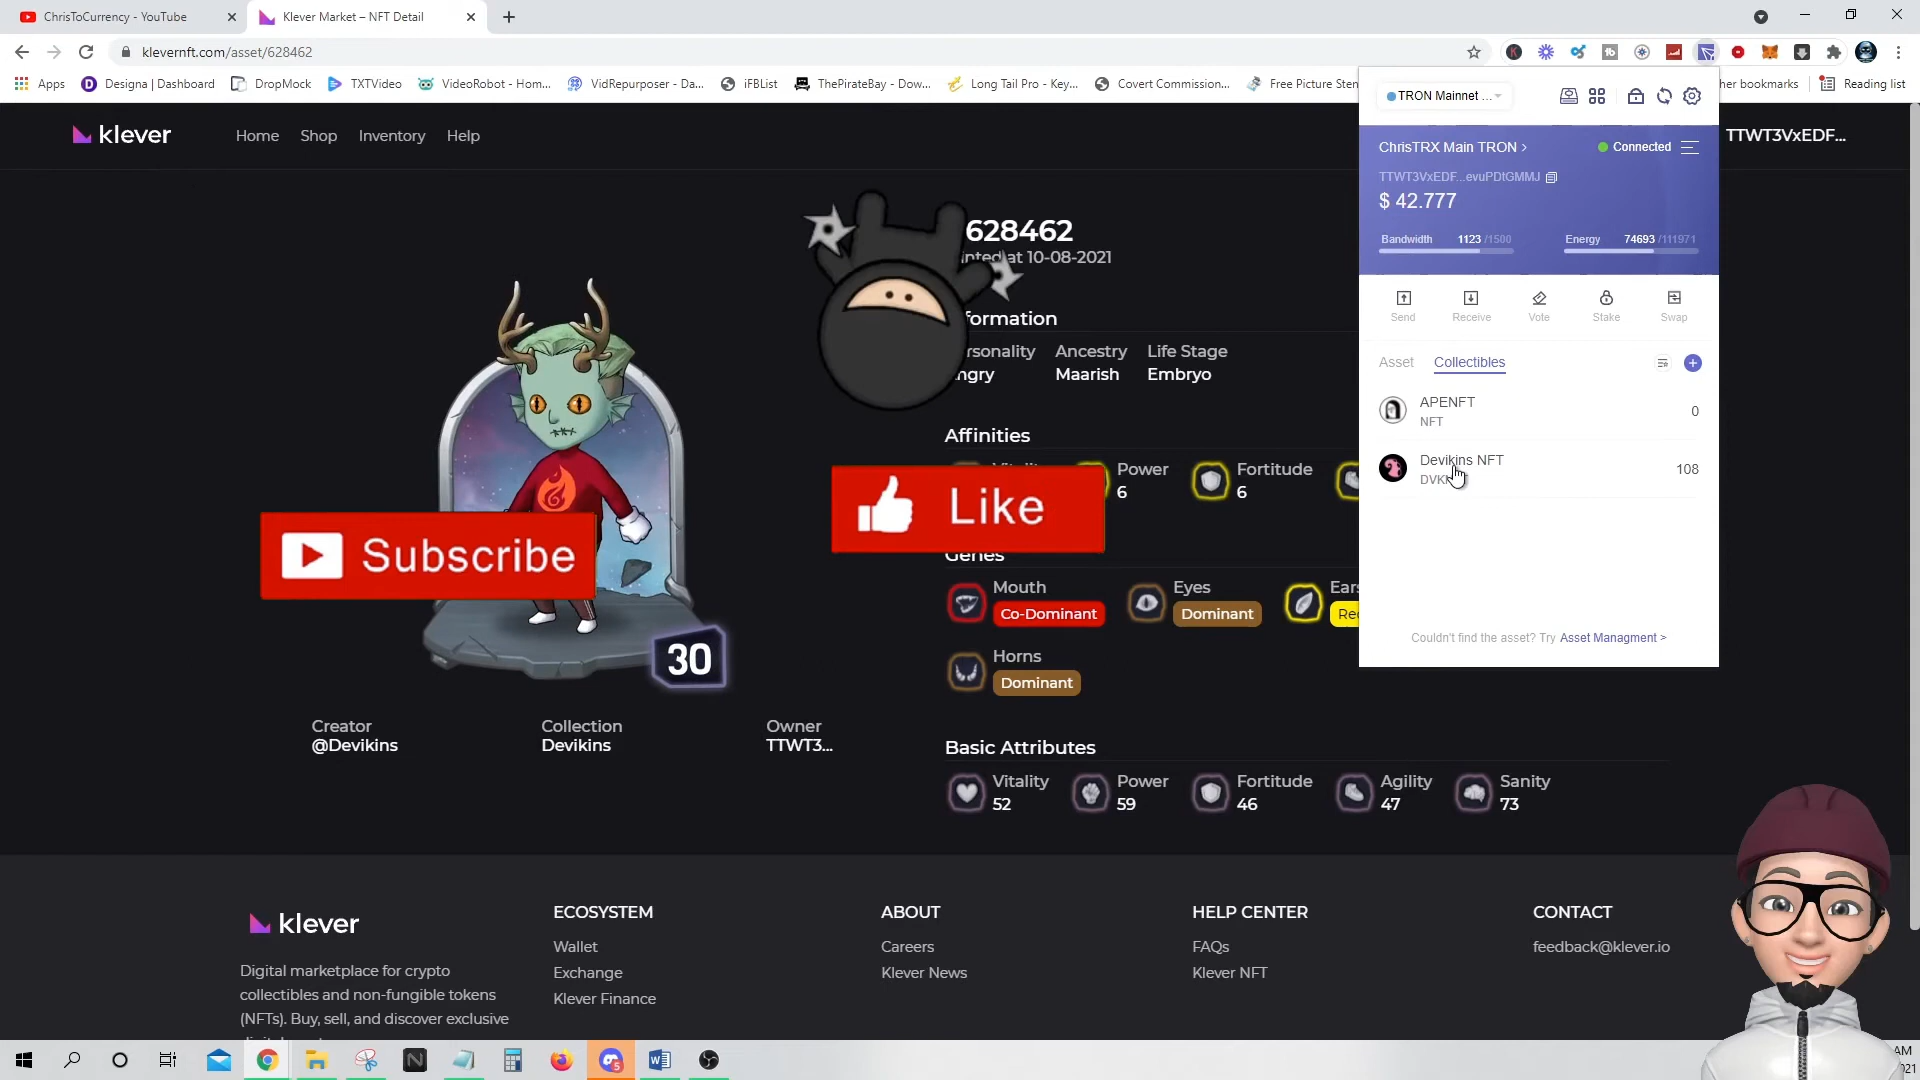 ChrisToCurrency - YouTube
Klever Market – NFT Detail
klevernft.com/asset/628462
Apps
Designa | Dashboard
DropMock
TXTVideo
VideoRobot - Hom...
VidRepurposer - Da...
iFBList
ThePirateBay - Dow...
Long Tail Pro - Key...
Covert Commission...
Free Picture Sten
her bookmarks
Reading list
klever
Home
Shop
Inventory
Help
TTWT3VxEDF...
TRON Mainnet ...
ChrisTRX Main TRON >
Connected
TTWT3VxEDF...evuPDtGMMJ
$ 42.777
Bandwidth 1123 /1500
Energy 74693 /111971
Send
Receive
Vote
Stake
Swap
Asset
Collectibles
APENFT
NFT
0
Devikins NFT
108
Couldn't find the asset? Try Asset Managment >
628462
nted at 10-08-2021
formation
rsonality
Ancestry
Life Stage
ngry
Maarish
Embryo
Affinities
Power
6
Fortitude
6
Like
Subscribe
Genes
Mouth
Co-Dominant
Eyes
Dominant
Ears
Re
Horns
Dominant
30
Creator
@Devikins
Collection
Devikins
Owner
TTWT3...
Basic Attributes
Vitality
52
Power
59
Fortitude
46
Agility
47
Sanity
73
klever
Digital marketplace for crypto
collectibles and non-fungible tokens
(NFTs). Buy, sell, and discover exclusive
ECOSYSTEM
Wallet
Exchange
Klever Finance
ABOUT
Careers
Klever News
HELP CENTER
FAQs
Klever NFT
CONTACT
feedback@klever.io
AM
021